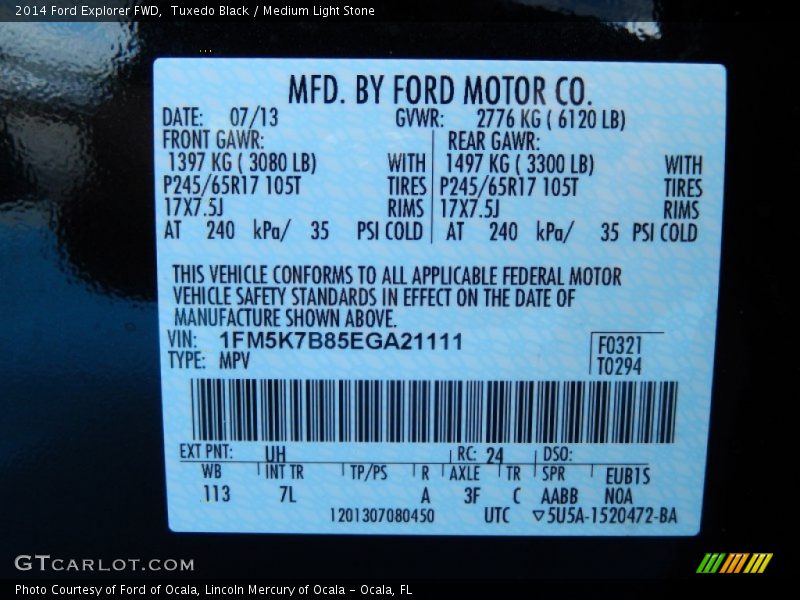 2014 Ford Explorer FWD,  Tuxedo Black / Medium Light Stone
MFD. BY FORD MOTOR CO.
DATE: 07/13 GVWR: 2776 KG ( 6120 LB)
FRONT GAWR: REAR GAWR:
1397 KG ( 3080 LB) WITH 1497 KG ( 3300 LB) WITH
P245/65R17 105T TIRES P245/65R17 105T TIRES
17X7.5J RIMS 17X7.5J RIMS
AT 240 kPa/ 35 PSI COLD AT 240 kPa/ 35 PSI COLD
THIS VEHICLE CONFORMS TO ALL APPLICABLE FEDERAL MOTOR
VEHICLE SAFETY STANDARDS IN EFFECT ON THE DATE OF
MANUFACTURE SHOWN ABOVE.
VIN: 1FM5K7B85EGA21111 F0321
TYPE: MPV T0294
EXT PNT: UH RC: 24 DSO:
WB INT TR TP/PS R AXLE TR SPR EUB1S
113 7L A 3F C AABB NOA
1201307080450 UTC ▽5U5A-1520472-BA
GTCARLOT.COM
Photo Courtesy of Ford of Ocala, Lincoln Mercury of Ocala - Ocala, FL